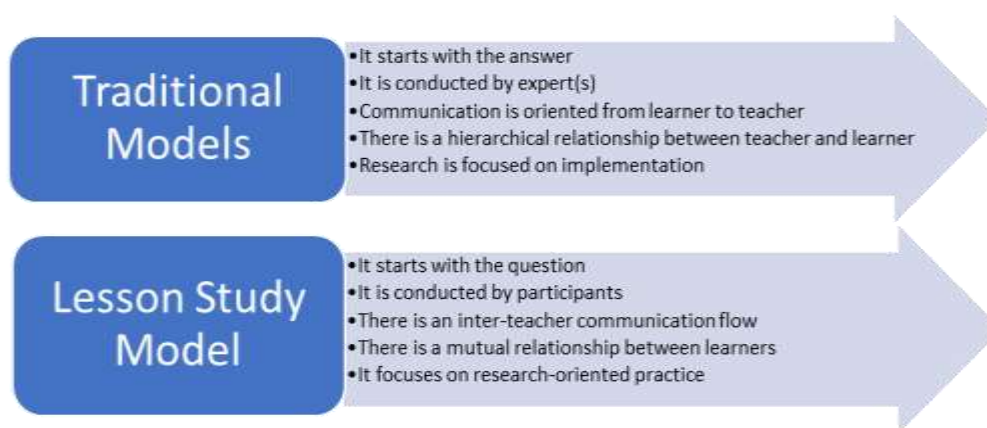 Traditional
Models
•It starts with the answer
•It is conducted by expert(s)
•Communication is oriented from learner to teacher
•There is a hierarchical relationship between teacher and learner
•Research is focused on implementation
Lesson Study
Model
•It starts with the question
•It is conducted by participants
•There is an inter-teacher communication flow
•There is a mutual relationship between learners
•It focuses on research-oriented practice